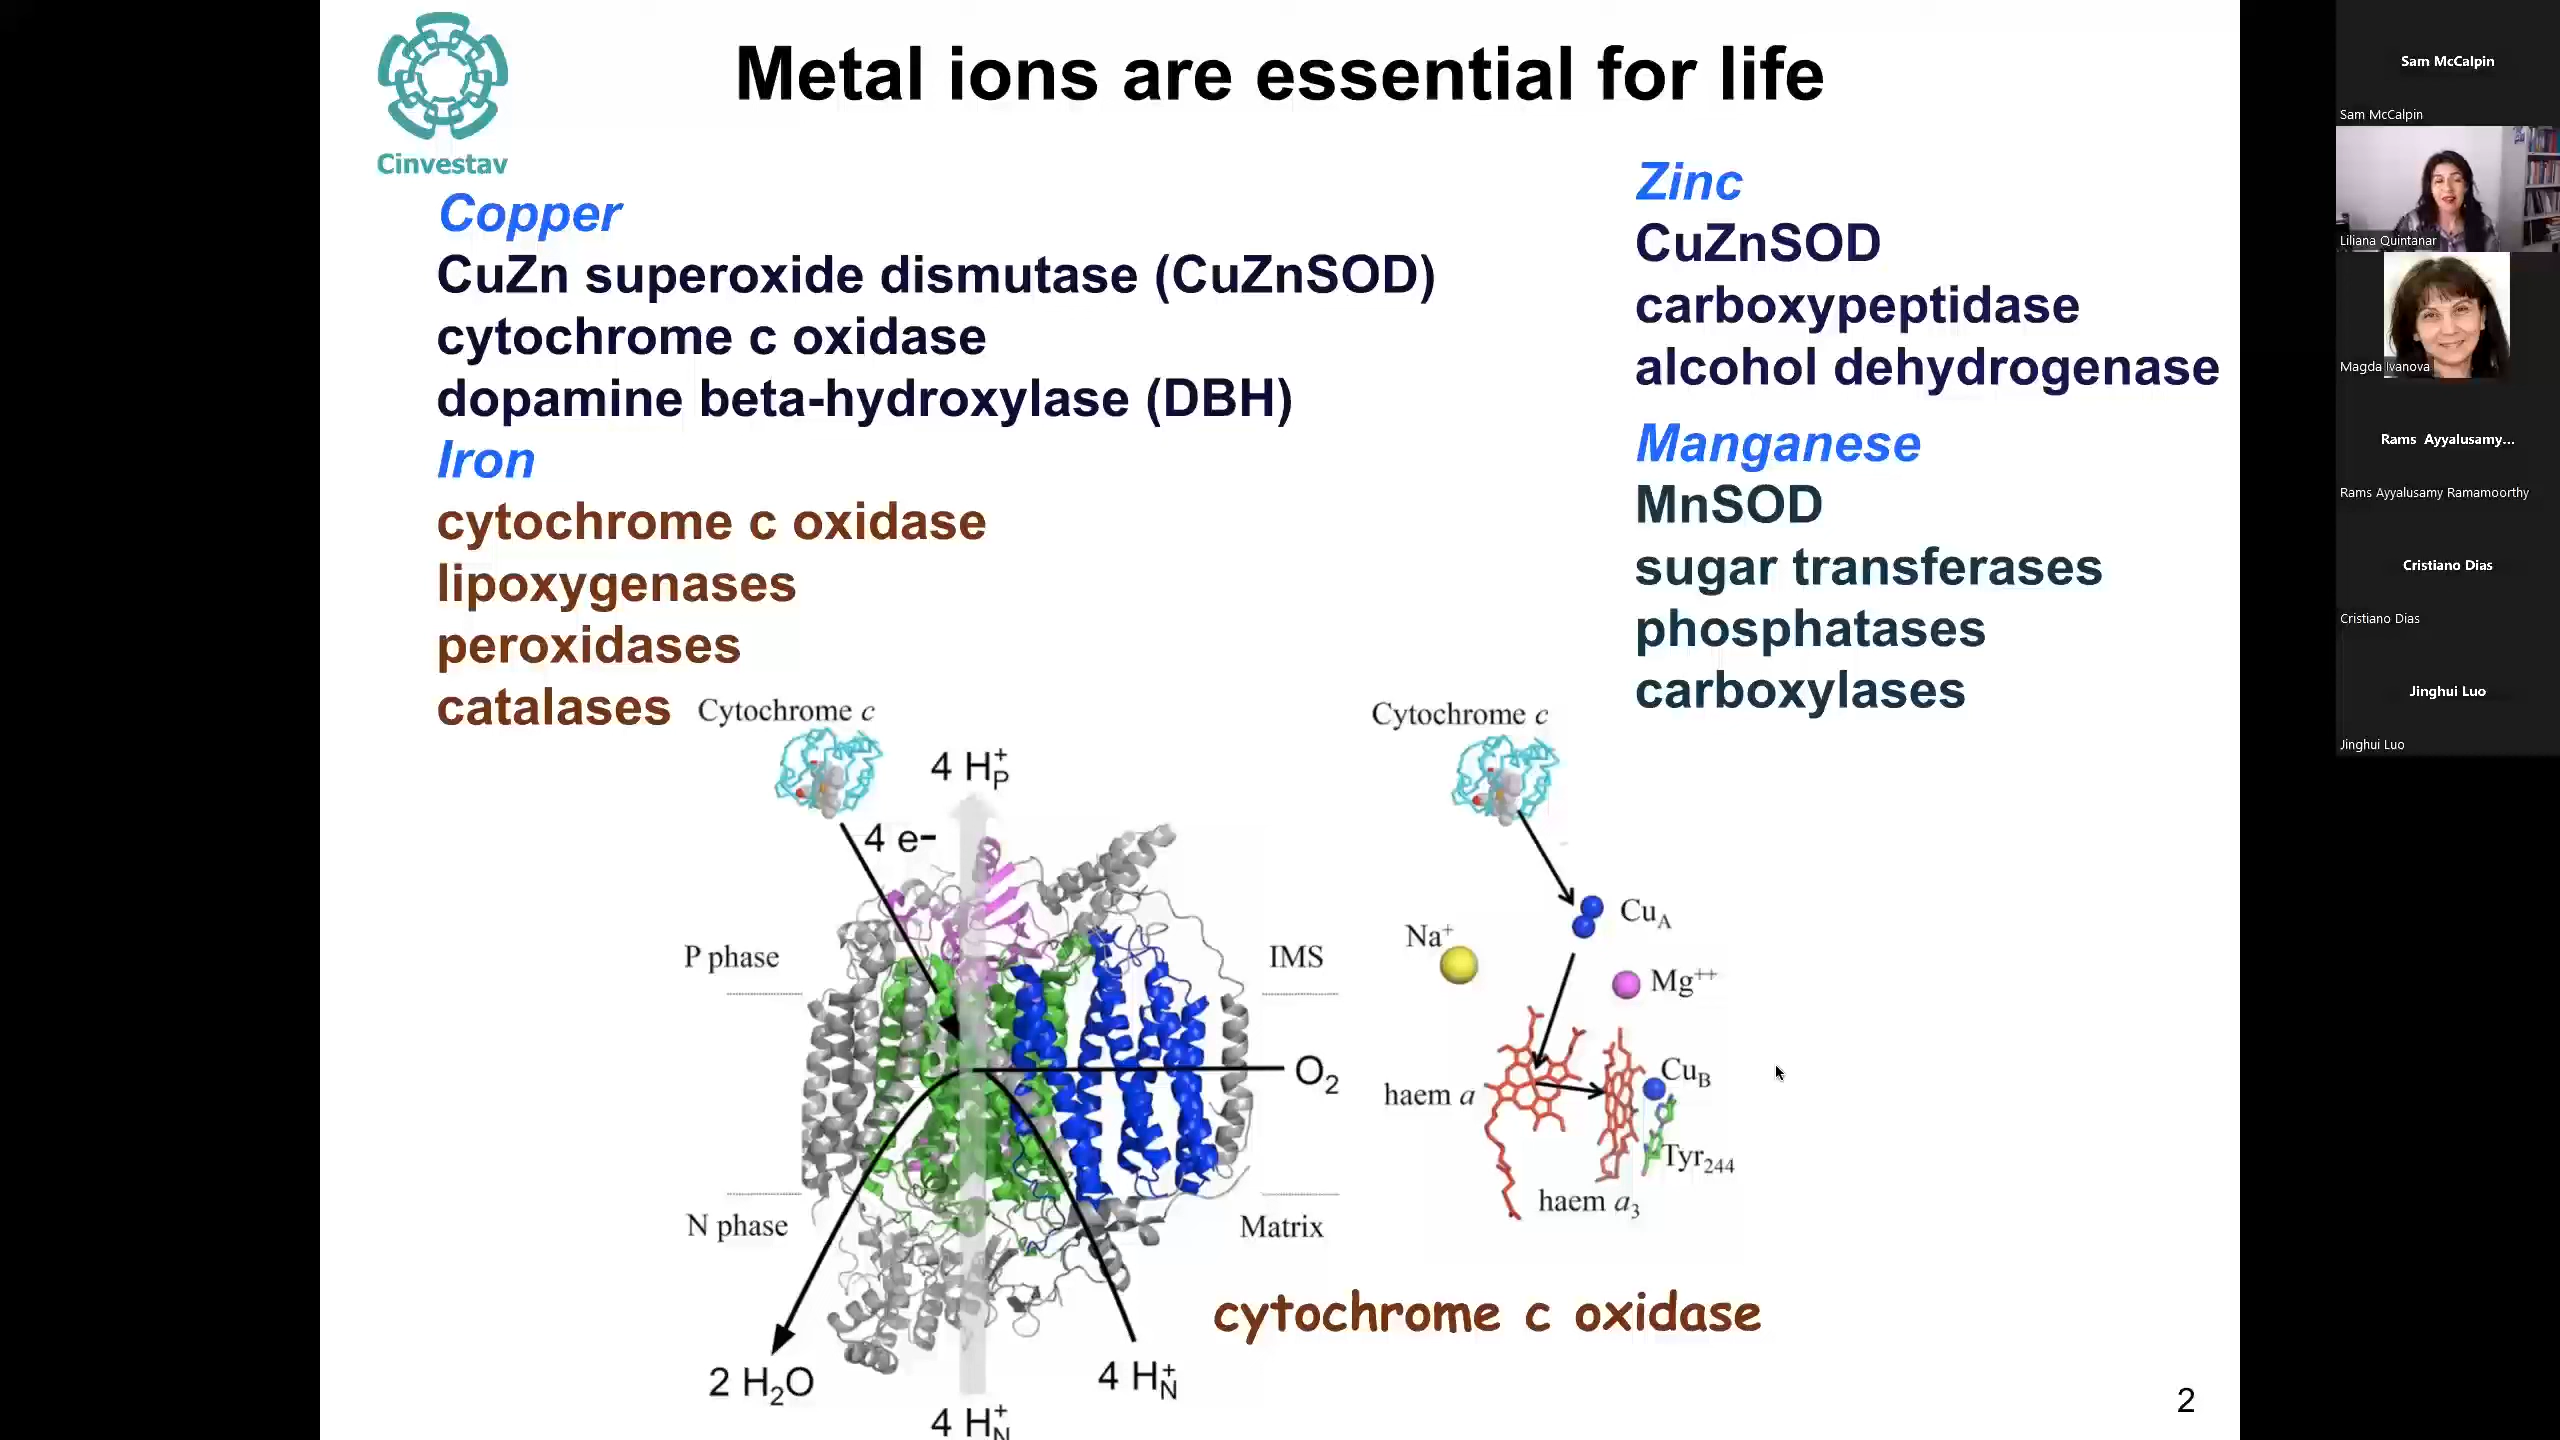 Cinvestav
Metal ions are essential for life
Copper
CuZn superoxide dismutase (CuZnSOD)
cytochrome c oxidase
dopamine beta-hydroxylase (DBH)
Iron
cytochrome c oxidase
lipoxygenases
peroxidases
catalases
Zinc
CuZnSOD
carboxypeptidase
alcohol dehydrogenase
Manganese
MnSOD
sugar transferases
phosphatases
carboxylases
Cytochrome c
4 H⁺P
4 e−
P phase
IMS
O₂
N phase
Matrix
2 H₂O
4 H⁺N
4 H⁺N
Cytochrome c
CuA
Na⁺
Mg⁺⁺
haem a
CuB
Tyr₂₄₄
haem a₃
cytochrome c oxidase
2
Sam McCalpin
Sam McCalpin
Liliana Quintanar
Magda Ivanova
Rams Ayyalusamy...
Rams Ayyalusamy Ramamoorthy
Cristiano Dias
Cristiano Dias
Jinghui Luo
Jinghui Luo